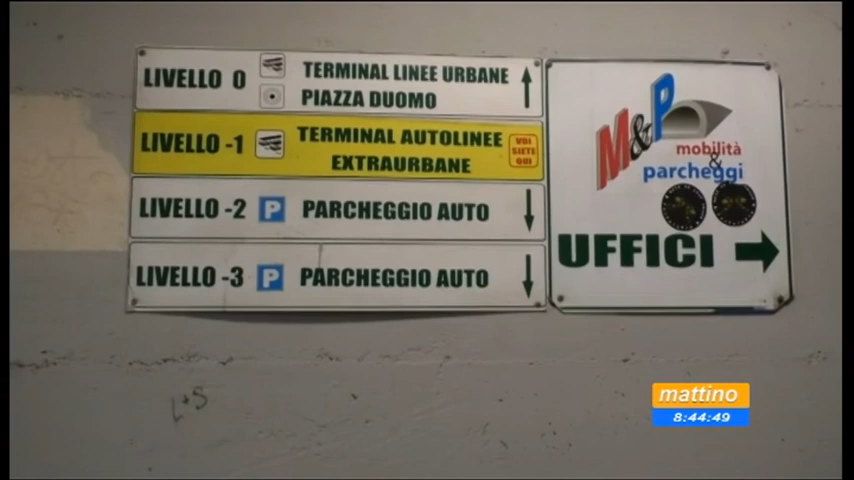 LIVELLO 0
TERMINAL LINEE URBANE
PIAZZA DUOMO
LIVELLO -1
TERMINAL AUTOLINEE
EXTRAURBANE
VOI
SIETE
QUI
LIVELLO -2
P
PARCHEGGIO AUTO
LIVELLO -3
P
PARCHEGGIO AUTO
M&P
mobilità
&
parcheggi
UFFICI
L+S
mattino
8:44:49